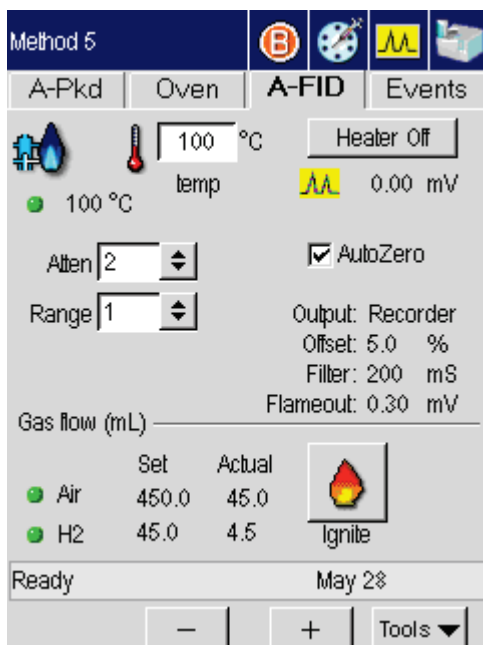 Method 5
B
A-Pkd Oven A-FID Events
100 °C Heater Off
temp 0.00 mV
100 °C
Atten 2 AutoZero
Range 1 Output: Recorder
Offset: 5.0 %
Filter: 200 mS
Flameout: 0.30 mV
Gas flow (mL)
Set Actual
Air 450.0 45.0
H2 45.0 4.5 Ignite
Ready May 28
− + Tools